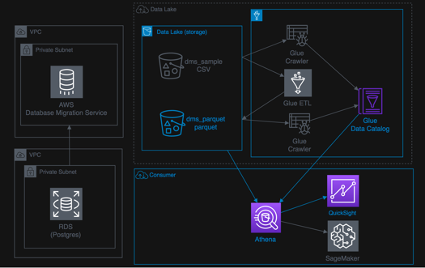 Data Lake
VPC
Private Subnet
AWS
Database Migration Service
Data Lake (storage)
dms_sample
CSV
dms_parquet
parquet
Glue
Crawler
Glue ETL
Glue
Crawler
Glue
Data Catalog
VPC
Private Subnet
RDS
(Postgres)
Consumer
Athena
QuickSight
SageMaker